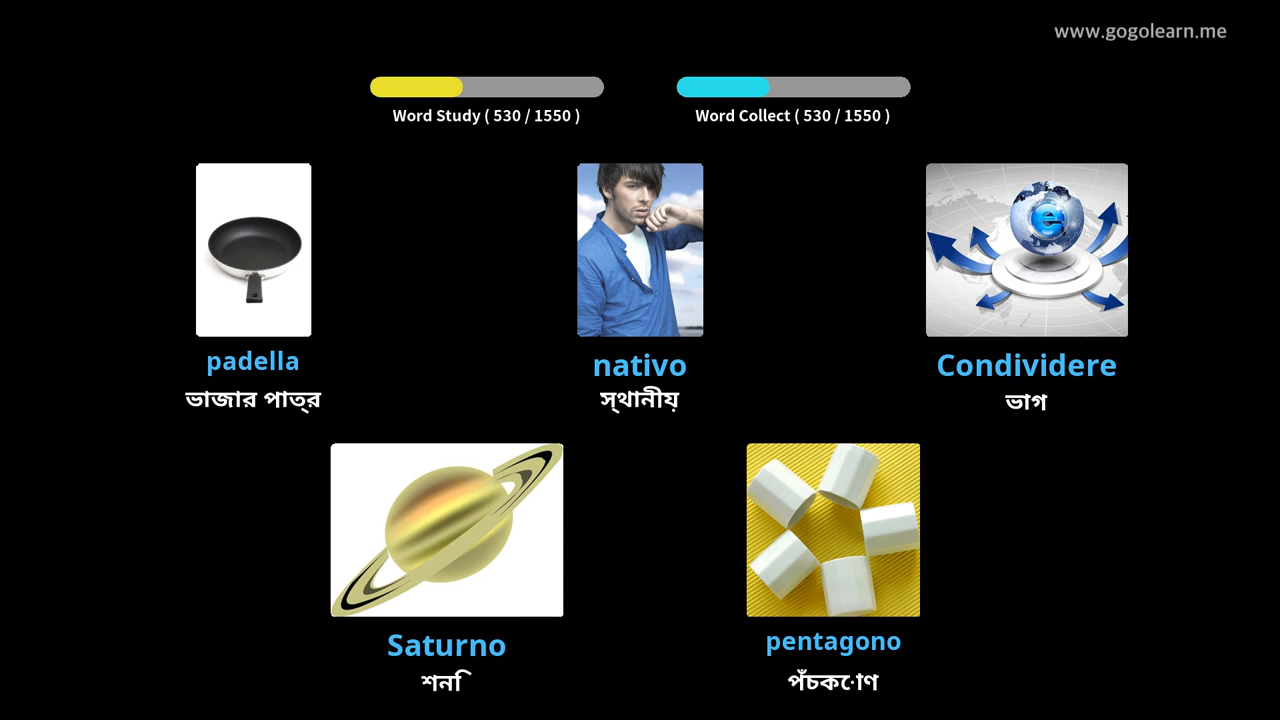 www.gogolearn.me
Word Study ( 530 / 1550 )
Word Collect ( 530 / 1550 )
padella
ভাজার পাত্র
nativo
স্থানীয়
Condividere
ভাগ
e
Saturno
শনি
pentagono
পঁচকোণ